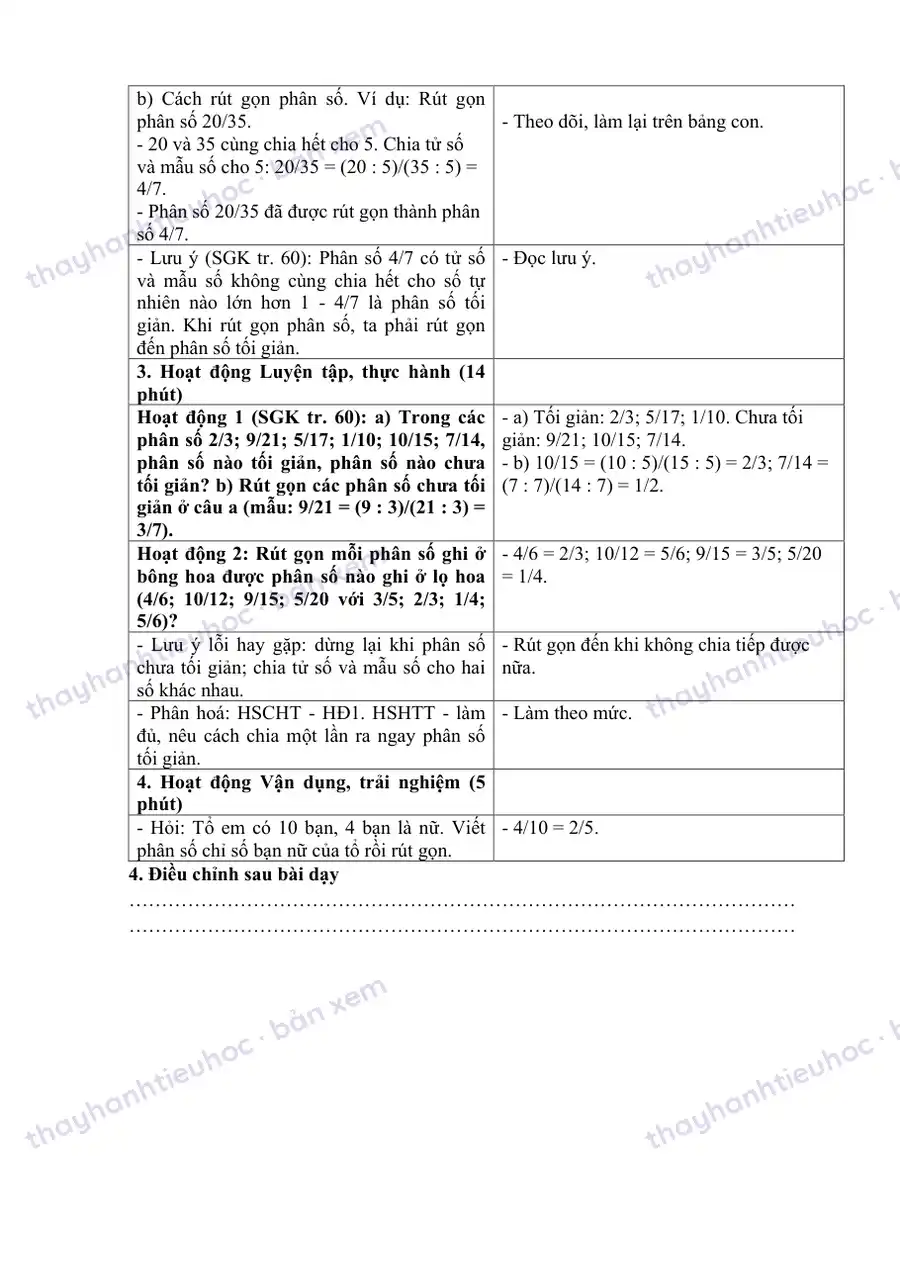 b) Cách rút gọn phân số. Ví dụ: Rút gọn
phân số 20/35.
- 20 và 35 cùng chia hết cho 5. Chia tử số
và mẫu số cho 5: 20/35 = (20 : 5)/(35 : 5) =
4/7.
- Phân số 20/35 đã được rút gọn thành phân
số 4/7.
- Theo dõi, làm lại trên bảng con.
- Lưu ý (SGK tr. 60): Phân số 4/7 có tử số
và mẫu số không cùng chia hết cho số tự
nhiên nào lớn hơn 1 - 4/7 là phân số tối
giản. Khi rút gọn phân số, ta phải rút gọn
đến phân số tối giản.
- Đọc lưu ý.
3. Hoạt động Luyện tập, thực hành (14
phút)
Hoạt động 1 (SGK tr. 60): a) Trong các
phân số 2/3; 9/21; 5/17; 1/10; 10/15; 7/14,
phân số nào tối giản, phân số nào chưa
tối giản? b) Rút gọn các phân số chưa tối
giản ở câu a (mẫu: 9/21 = (9 : 3)/(21 : 3) =
3/7).
- a) Tối giản: 2/3; 5/17; 1/10. Chưa tối
giản: 9/21; 10/15; 7/14.
- b) 10/15 = (10 : 5)/(15 : 5) = 2/3; 7/14 =
(7 : 7)/(14 : 7) = 1/2.
Hoạt động 2: Rút gọn mỗi phân số ghi ở
bông hoa được phân số nào ghi ở lọ hoa
(4/6; 10/12; 9/15; 5/20 với 3/5; 2/3; 1/4;
5/6)?
- 4/6 = 2/3; 10/12 = 5/6; 9/15 = 3/5; 5/20
= 1/4.
- Lưu ý lỗi hay gặp: dừng lại khi phân số
chưa tối giản; chia tử số và mẫu số cho hai
số khác nhau.
- Rút gọn đến khi không chia tiếp được
nữa.
- Phân hoá: HSCHT - HĐ1. HSHTT - làm
đủ, nêu cách chia một lần ra ngay phân số
tối giản.
- Làm theo mức.
4. Hoạt động Vận dụng, trải nghiệm (5
phút)
- Hỏi: Tổ em có 10 bạn, 4 bạn là nữ. Viết
phân số chỉ số bạn nữ của tổ rồi rút gọn.
- 4/10 = 2/5.
4. Điều chỉnh sau bài dạy
……………………………………………………………………………………
……………………………………………………………………………………
thayhanhtieuhoc · bản xem
thayhanhtieuhoc · b
thayhanhtieuhoc · bản xem
thayhanhtieuhoc · b
thayhanhtieuhoc · bản xem
thayhanhtieuhoc · b